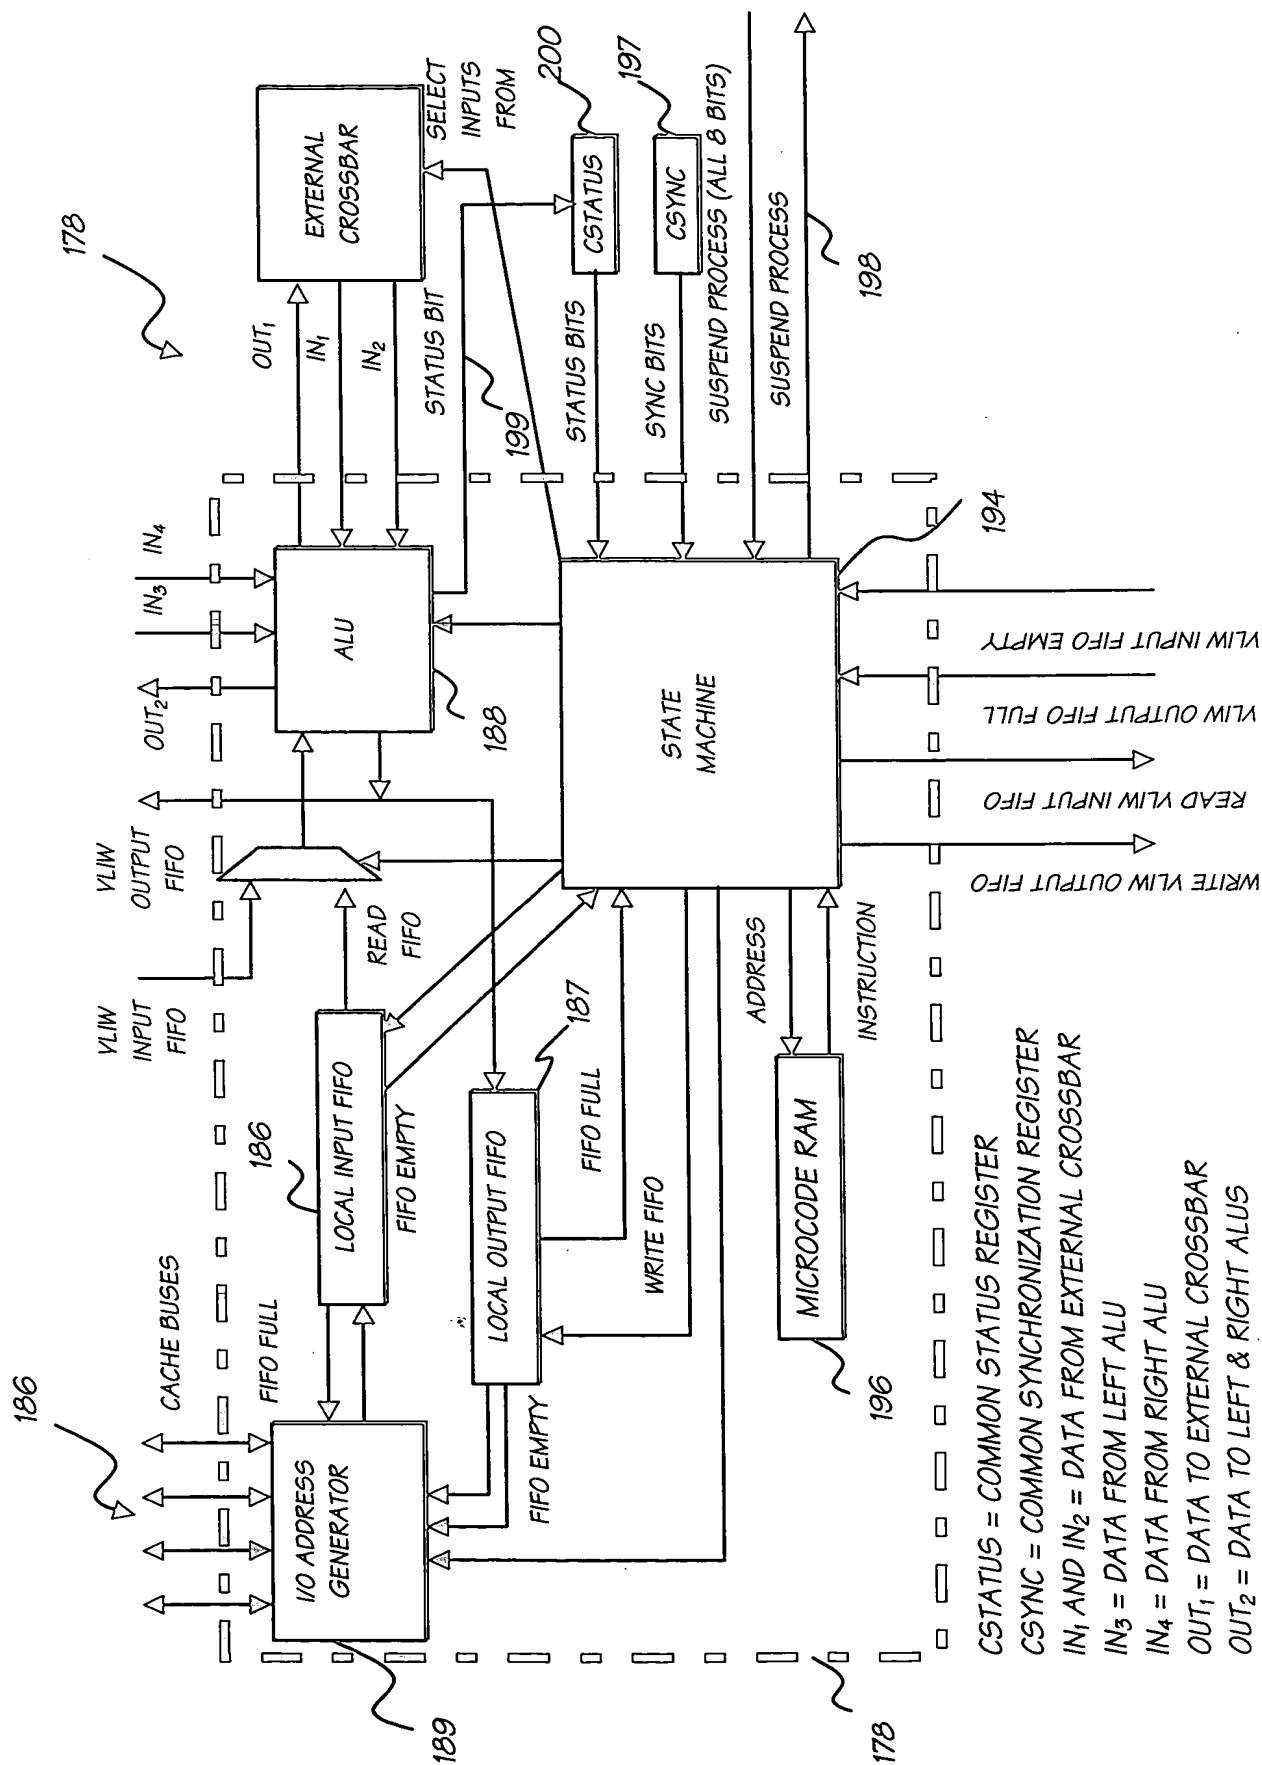 186
CACHE BUSES
VLIW
INPUT
FIFO
VLIW
OUTPUT
FIFO
OUT₂
IN₃
IN₄
178
189
I/O ADDRESS
GENERATOR
FIFO FULL
186
LOCAL INPUT FIFO
FIFO EMPTY
READ
FIFO
ALU
188
OUT₁
IN₁
IN₂
STATUS BIT
199
EXTERNAL
CROSSBAR
SELECT
INPUTS
FROM
FIFO EMPTY
LOCAL OUTPUT FIFO
187
FIFO FULL
WRITE FIFO
STATE
MACHINE
194
STATUS BITS
CSTATUS
200
SYNC BITS
CSYNC
197
SUSPEND PROCESS (ALL 8 BITS)
SUSPEND PROCESS
198
ADDRESS
INSTRUCTION
MICROCODE RAM
196
178
WRITE VLIW OUTPUT FIFO
READ VLIW INPUT FIFO
VLIW OUTPUT FIFO FULL
VLIW INPUT FIFO EMPTY
CSTATUS = COMMON STATUS REGISTER
CSYNC = COMMON SYNCHRONIZATION REGISTER
IN₁ AND IN₂ = DATA FROM EXTERNAL CROSSBAR
IN₃ = DATA FROM LEFT ALU
IN₄ = DATA FROM RIGHT ALU
OUT₁ = DATA TO EXTERNAL CROSSBAR
OUT₂ = DATA TO LEFT & RIGHT ALUS